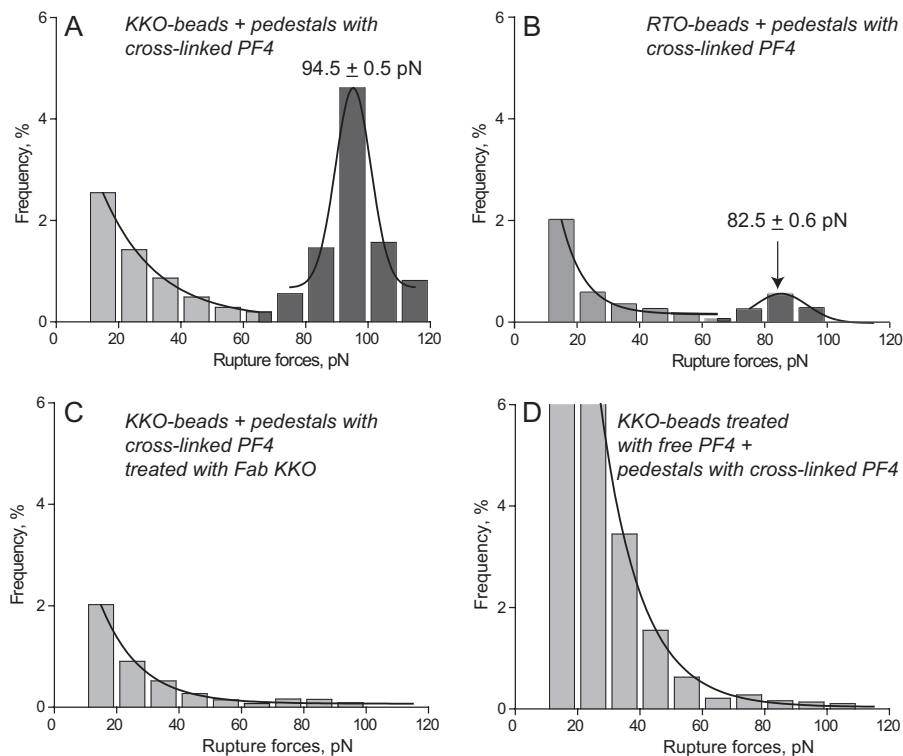 A
KKO-beads + pedestals with
cross-linked PF4
94.5 ± 0.5 pN
Frequency, %
6
4
2
0
0 20 40 60 80 100 120
Rupture forces, pN
B
RTO-beads + pedestals with
cross-linked PF4
82.5 ± 0.6 pN
Frequency, %
6
4
2
0
0 20 40 60 80 100 120
Rupture forces, pN
C
KKO-beads + pedestals with
cross-linked PF4
treated with Fab KKO
Frequency, %
6
4
2
0
0 20 40 60 80 100 120
Rupture forces, pN
D
KKO-beads treated
with free PF4 +
pedestals with cross-linked PF4
Frequency, %
6
4
2
0
0 20 40 60 80 100 120
Rupture forces, pN